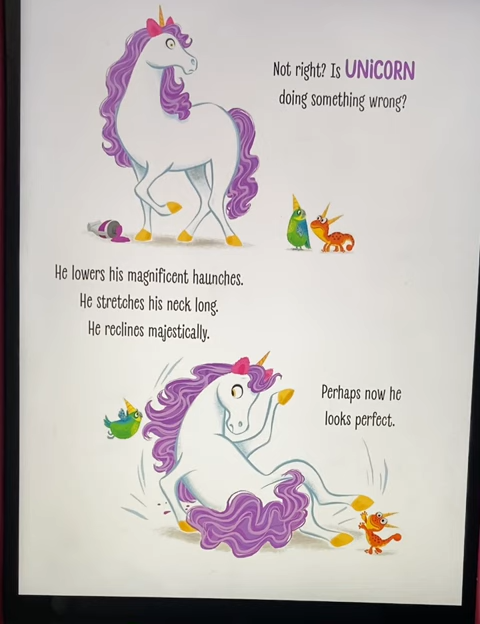 Not right? Is UNiCORN
doing something wrong?
He lowers his magnificent haunches.
He stretches his neck long.
He reclines majestically.
Perhaps now he
looks perfect.